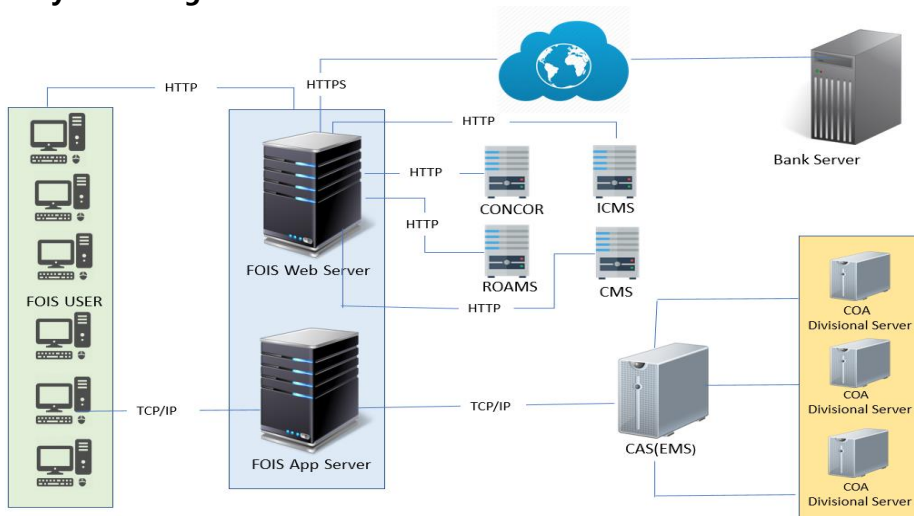 HTTP
HTTPS
HTTP
Bank Server
HTTP
CONCOR
ICMS
HTTP
FOIS Web Server
ROAMS
CMS
FOIS USER
HTTP
COA
Divisional Server
TCP/IP
TCP/IP
COA
Divisional Server
CAS(EMS)
FOIS App Server
COA
Divisional Server